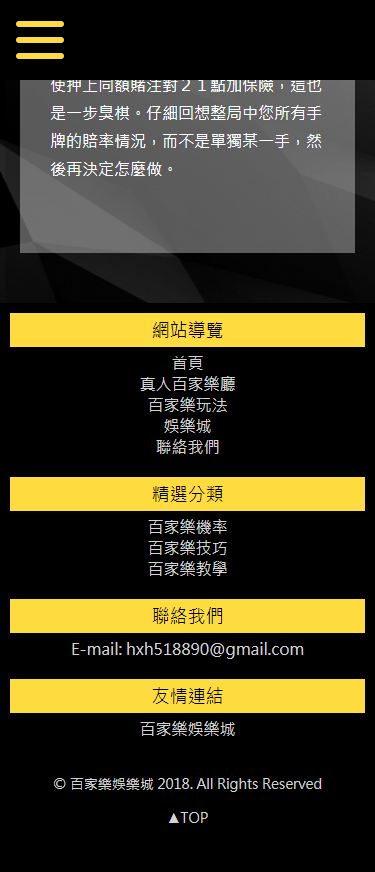 使押上同額賭注對２１點加保險，這也
是一步臭棋。仔細回想整局中您所有手
牌的賠率情況，而不是單獨某一手，然
後再決定怎麼做。
網站導覽
首頁
真人百家樂廳
百家樂玩法
娛樂城
聯絡我們
精選分類
百家樂機率
百家樂技巧
百家樂教學
聯絡我們
E-mail: hxh518890@gmail.com
友情連結
百家樂娛樂城
© 百家樂娛樂城 2018. All Rights Reserved
▲TOP